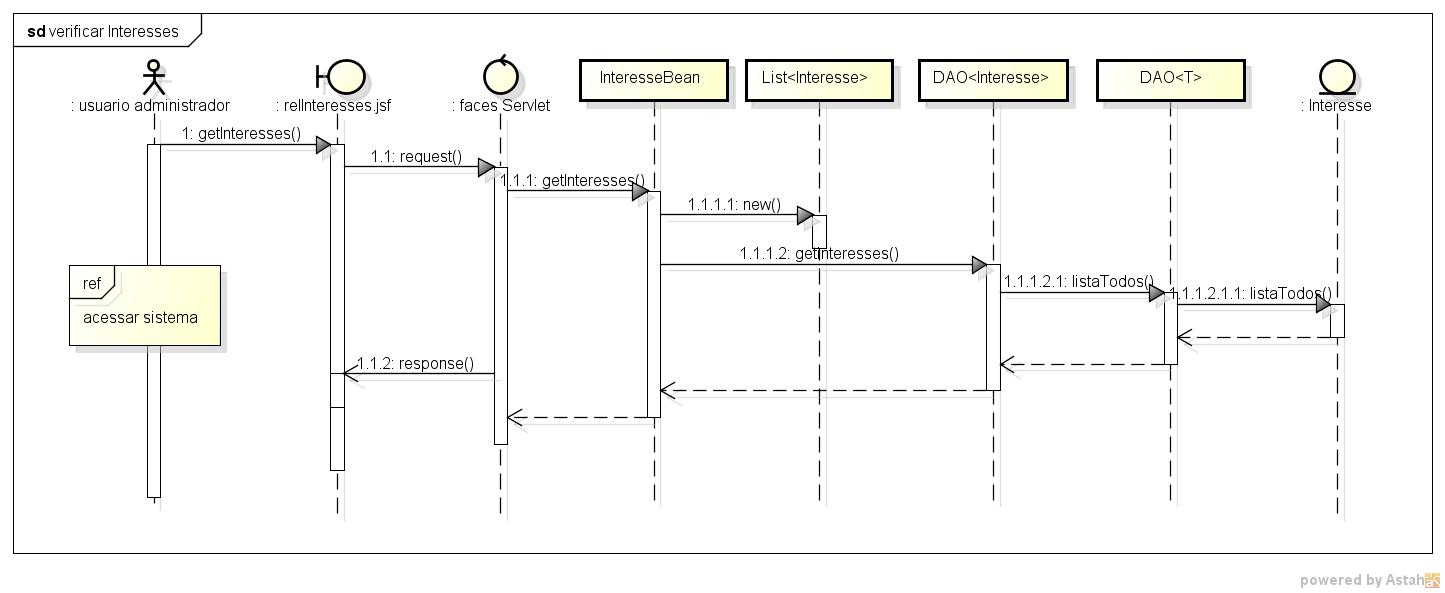 sd verificar Interesses
: usuario administrador
: relInteresses.jsf
: faces Servlet
InteresseBean
List<Interesse>
DAO<Interesse>
DAO<T>
: Interesse
1: getInteresses()
1.1: request()
1.1.1: getInteresses()
1.1.1.1: new()
1.1.1.2: getInteresses()
1.1.1.2.1: listaTodos()
1.1.1.2.1.1: listaTodos()
ref
acessar sistema
1.1.2: response()
powered by Astah